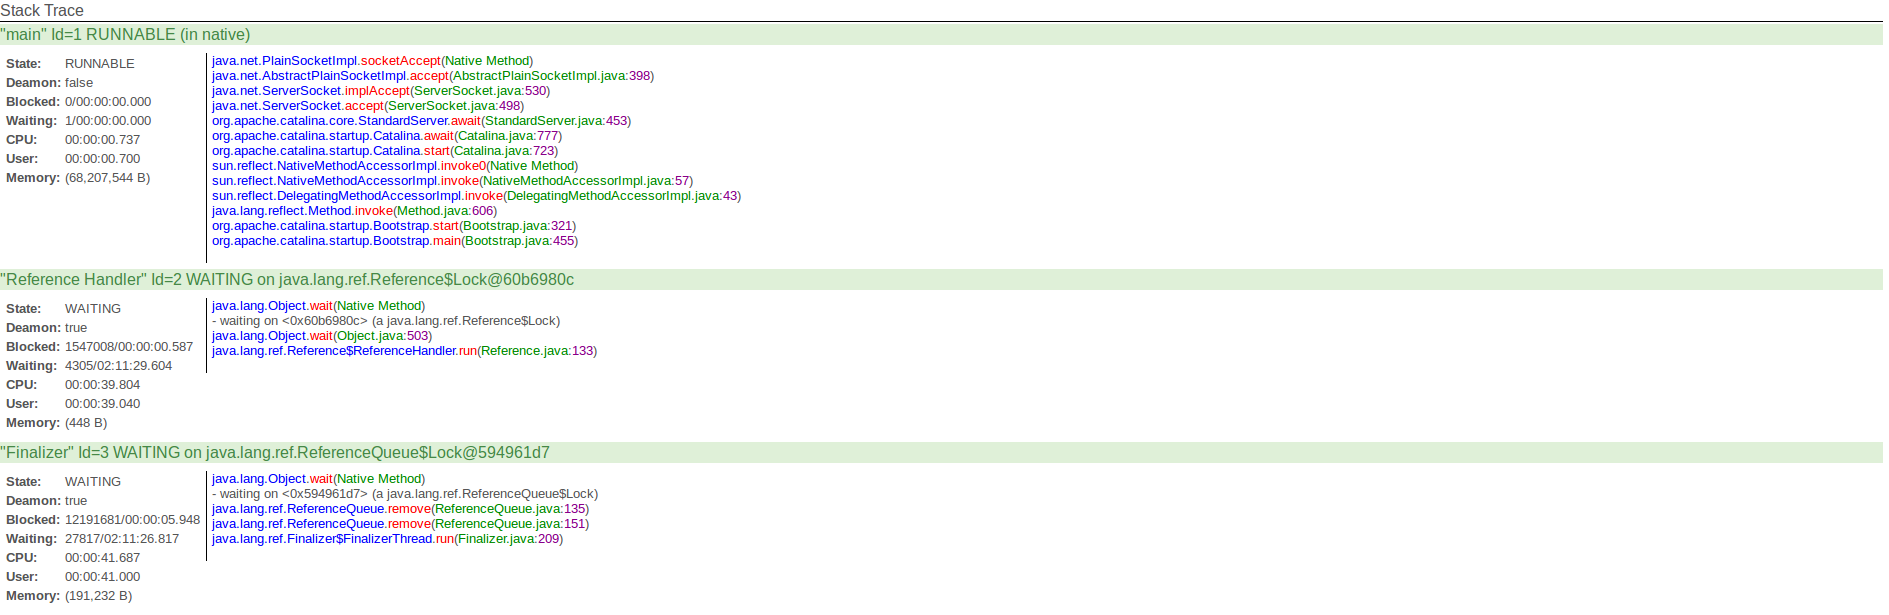 Stack Trace
"main" Id=1 RUNNABLE (in native)
State: RUNNABLE
Deamon: false
Blocked: 0/00:00:00.000
Waiting: 1/00:00:00.000
CPU: 00:00:00.737
User: 00:00:00.700
Memory: (68,207,544 B)
java.net.PlainSocketImpl.socketAccept(Native Method)
java.net.AbstractPlainSocketImpl.accept(AbstractPlainSocketImpl.java:398)
java.net.ServerSocket.implAccept(ServerSocket.java:530)
java.net.ServerSocket.accept(ServerSocket.java:498)
org.apache.catalina.core.StandardServer.await(StandardServer.java:453)
org.apache.catalina.startup.Catalina.await(Catalina.java:777)
org.apache.catalina.startup.Catalina.start(Catalina.java:723)
sun.reflect.NativeMethodAccessorImpl.invoke0(Native Method)
sun.reflect.NativeMethodAccessorImpl.invoke(NativeMethodAccessorImpl.java:57)
sun.reflect.DelegatingMethodAccessorImpl.invoke(DelegatingMethodAccessorImpl.java:43)
java.lang.reflect.Method.invoke(Method.java:606)
org.apache.catalina.startup.Bootstrap.start(Bootstrap.java:321)
org.apache.catalina.startup.Bootstrap.main(Bootstrap.java:455)
"Reference Handler" Id=2 WAITING on java.lang.ref.Reference$Lock@60b6980c
State: WAITING
Deamon: true
Blocked: 1547008/00:00:00.587
Waiting: 4305/02:11:29.604
CPU: 00:00:39.804
User: 00:00:39.040
Memory: (448 B)
java.lang.Object.wait(Native Method)
- waiting on <0x60b6980c> (a java.lang.ref.Reference$Lock)
java.lang.Object.wait(Object.java:503)
java.lang.ref.Reference$ReferenceHandler.run(Reference.java:133)
"Finalizer" Id=3 WAITING on java.lang.ref.ReferenceQueue$Lock@594961d7
State: WAITING
Deamon: true
Blocked: 12191681/00:00:05.948
Waiting: 27817/02:11:26.817
CPU: 00:00:41.687
User: 00:00:41.000
Memory: (191,232 B)
java.lang.Object.wait(Native Method)
- waiting on <0x594961d7> (a java.lang.ref.ReferenceQueue$Lock)
java.lang.ref.ReferenceQueue.remove(ReferenceQueue.java:135)
java.lang.ref.ReferenceQueue.remove(ReferenceQueue.java:151)
java.lang.ref.Finalizer$FinalizerThread.run(Finalizer.java:209)